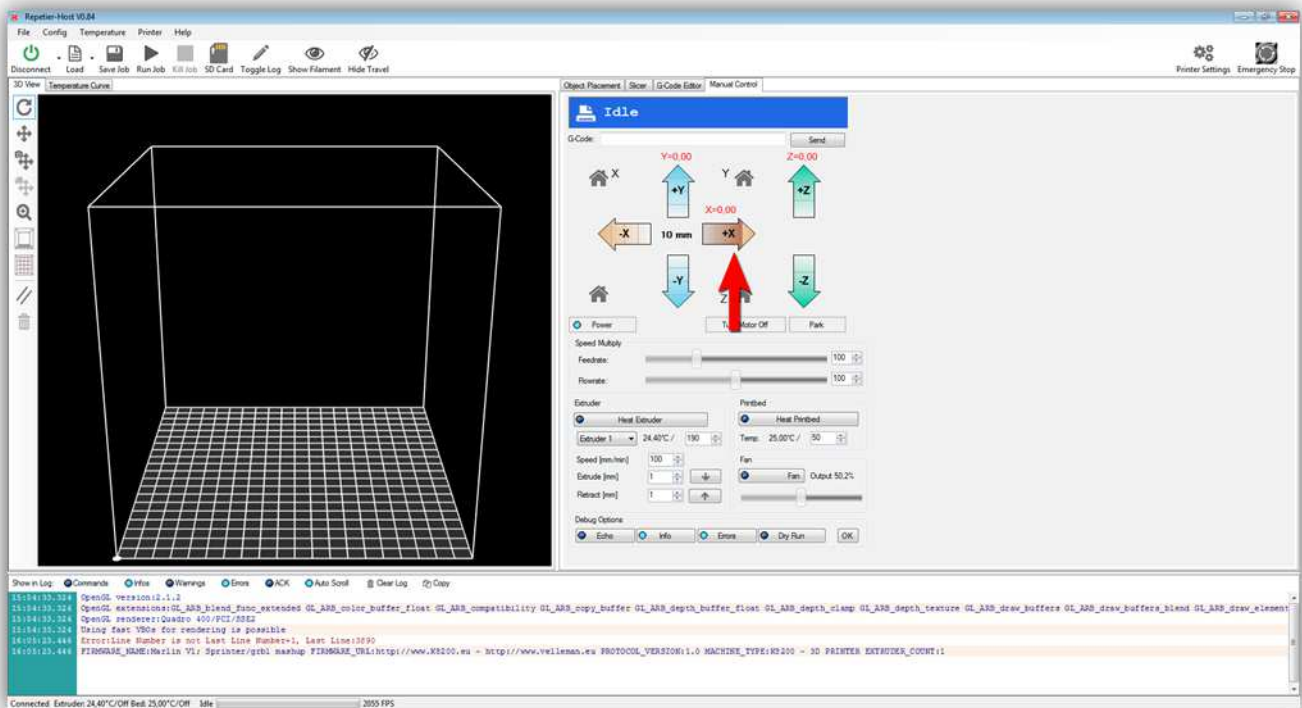 Repetier-Host V0.84
File Config Temperature Printer Help
Disconnect Load Save Job Run Job Kill Job SD Card Toggle Log Show Filament Hide Travel Printer Settings Emergency Stop
3D View Temperature Curve Object Placement Slicer G-Code Editor Manual Control
Idle
G-Code: Send
Y=0.00 Z=0.00
X +Y Y +Z
X=0.00
-X 10 mm +X
-Y Z -Z
Power Motor Off Park
Speed Multiply
Feedrate: 100
Flowrate: 100
Extruder Printbed
Heat Extruder Heat Printbed
Extruder 1 24,40°C / 190 Temp. 25,00°C / 50
Speed [mm/min] 100 Fan
Extrude [mm] 1 Fan Output 50,2%
Retract [mm] 1
Debug Options
Echo Info Errors Dry Run OK
Show in Log: Commands Infos Warnings Errors ACK Auto Scroll Clear Log Copy
15:54:33.324 OpenGL version:2.1.2
15:54:33.324 OpenGL extensions:GL_ARB_blend_func_extended GL_ARB_color_buffer_float GL_ARB_compatibility GL_ARB_copy_buffer GL_ARB_depth_buffer_float GL_ARB_depth_clamp GL_ARB_depth_texture GL_ARB_draw_buffers GL_ARB_draw_buffers_blend GL_ARB_draw_element
15:54:33.324 OpenGL renderer:Quadro 400/PCI/SSE2
15:54:33.324 Using fast VBOs for rendering is possible
16:05:23.446 Error:Line Number is not Last Line Number+1, Last Line:3890
16:05:23.446 FIRMWARE_NAME:Marlin V1; Sprinter/grbl mashup FIRMWARE_URL:http://www.K8200.eu - http://www.velleman.eu PROTOCOL_VERSION:1.0 MACHINE_TYPE:K8200 - 3D PRINTER EXTRUDER_COUNT:1
Connected Extruder: 24,40°C/Off Bed: 25,00°C/Off Idle 2055 FPS